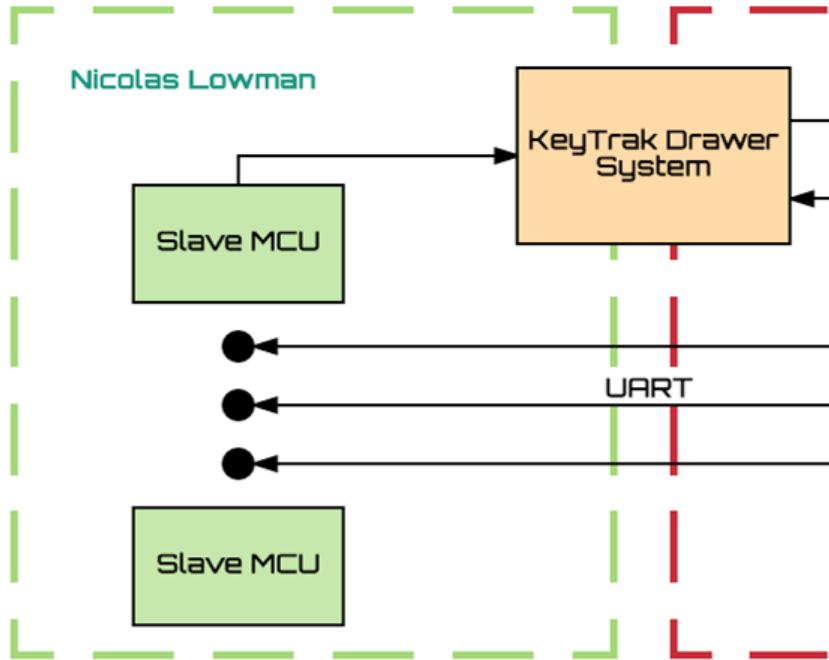 Nicolas Lowman
KeyTrak Drawer
System
Slave MCU
UART
Slave MCU